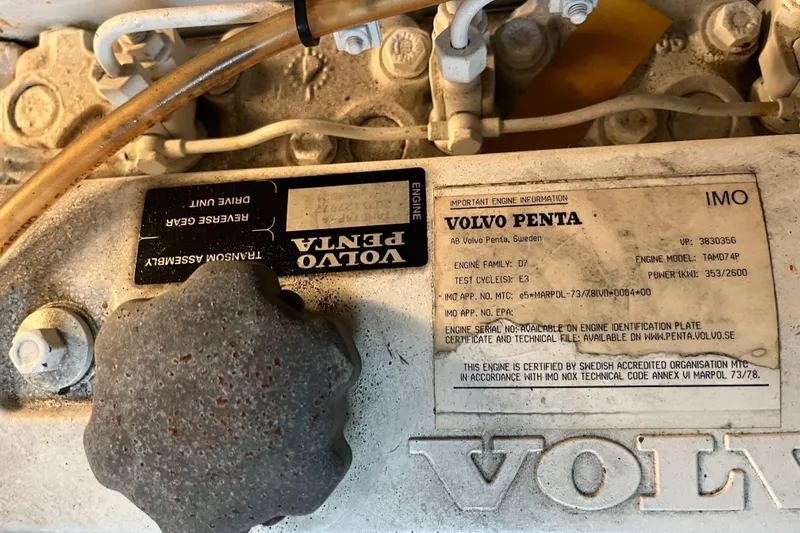 ENGINE
VOLVO
PENTA
REVERSE GEAR
DRIVE UNIT
TRANSOM ASSEMBLY
IMPORTANT ENGINE INFORMATION
IMO
VOLVO PENTA
AB Volvo Penta, Sweden
VP: 3830356
ENGINE FAMILY: D7
ENGINE MODEL: TAMD74P
TEST CYCLE(S): E3
POWER(KW): 353/2600
IMO APP. NO. MTC: e5*MARPOL-73/78(VI)*0004*00
IMO APP. NO. EPA:
ENGINE SERIAL NO: AVAILABLE ON ENGINE IDENTIFICATION PLATE
CERTIFICATE AND TECHNICAL FILE: AVAILABLE ON WWW.PENTA.VOLVO.SE
THIS ENGINE IS CERTIFIED BY SWEDISH ACCREDITED ORGANISATION MTC
IN ACCORDANCE WITH IMO NOX TECHNICAL CODE ANNEX VI MARPOL 73/78.
VOLV